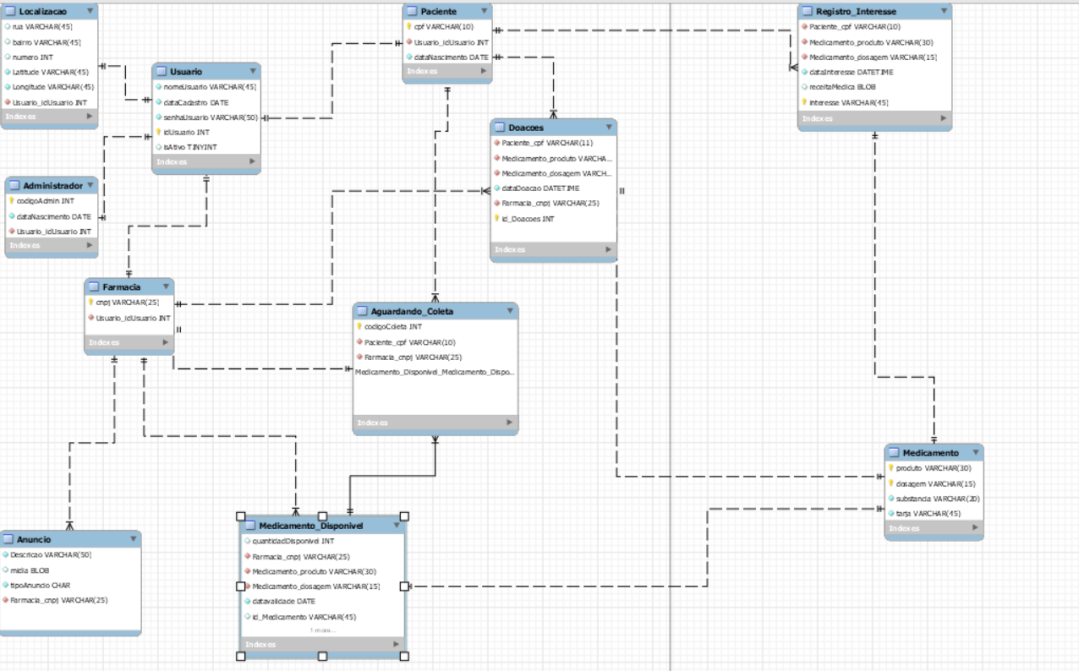 Localizacao
rua VARCHAR(45)
bairro VARCHAR(45)
numero INT
Latitude VARCHAR(45)
Longitude VARCHAR(45)
Usuario_idUsuario INT
Indexes
Usuario
nomeUsuario VARCHAR(45)
dataCadastro DATE
senhaUsuario VARCHAR(50)
idUsuario INT
isAtivo TINYINT
Indexes
Administrador
codigoAdmin INT
dataNascimento DATE
Usuario_idUsuario INT
Indexes
Paciente
cpf VARCHAR(10)
Usuario_idUsuario INT
dataNascimento DATE
Indexes
Registro_Interesse
Paciente_cpf VARCHAR(10)
Medicamento_produto VARCHAR(30)
Medicamento_dosagem VARCHAR(15)
dataInteresse DATETIME
receitaMedica BLOB
interesse VARCHAR(45)
Indexes
Doacoes
Paciente_cpf VARCHAR(11)
Medicamento_produto VARCHA...
Medicamento_dosagem VARCH...
dataDoacao DATETIME
Farmacia_cnpj VARCHAR(25)
id_Doacoes INT
Indexes
Farmacia
cnpj VARCHAR(25)
Usuario_idUsuario INT
Indexes
Aguardando_Coleta
codigoColeta INT
Paciente_cpf VARCHAR(10)
Farmacia_cnpj VARCHAR(25)
Medicamento_Disponivel_Medicamento_Dispo...
Indexes
Medicamento
produto VARCHAR(30)
dosagem VARCHAR(15)
substancia VARCHAR(20)
tarja VARCHAR(45)
Indexes
Anuncio
Descricao VARCHAR(50)
midia BLOB
tipoAnuncio CHAR
Farmacia_cnpj VARCHAR(25)
Medicamento_Disponivel
quantidadDisponivel INT
Farmacia_cnpj VARCHAR(25)
Medicamento_produto VARCHAR(30)
Medicamento_dosagem VARCHAR(15)
datavalidade DATE
id_Medicamento VARCHAR(45)
1 more...
Indexes